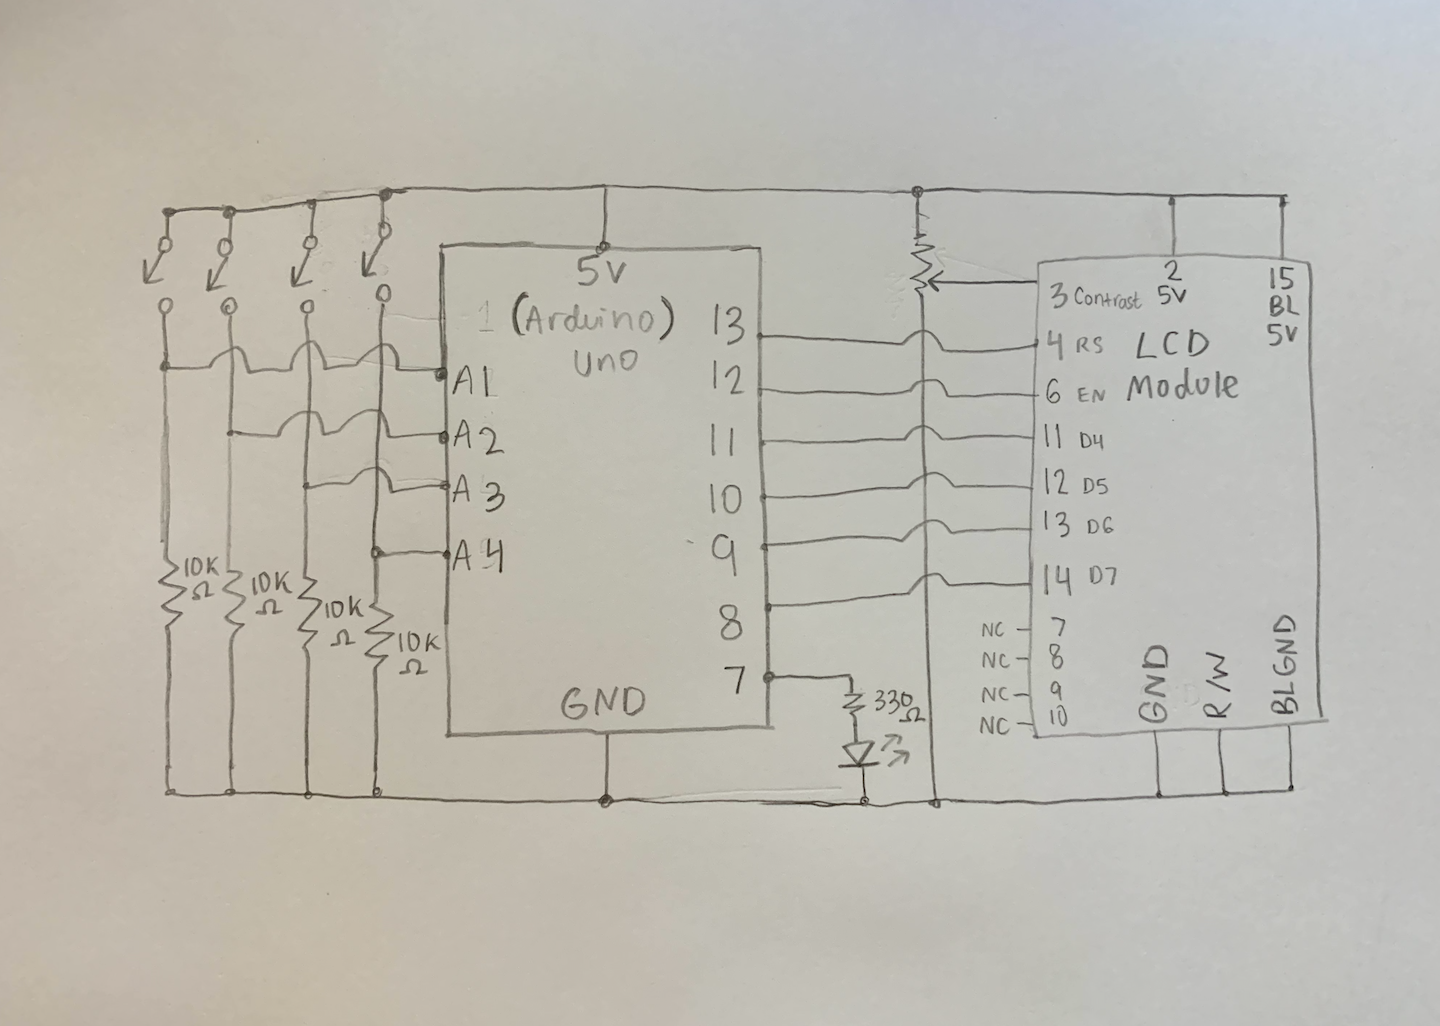 5V
1 (Arduino)
Uno
A1
A2
A3
A4
13
12
11
10
9
8
7
GND
10K
Ω
10K
Ω
10K
Ω
10K
Ω
330
Ω
2
5V
15
BL
5V
3 Contrast
4 RS
LCD
Module
6 EN
11 D4
12 D5
13 D6
14 D7
NC 7
NC 8
NC 9
NC 10
GND
R/W
BLGND